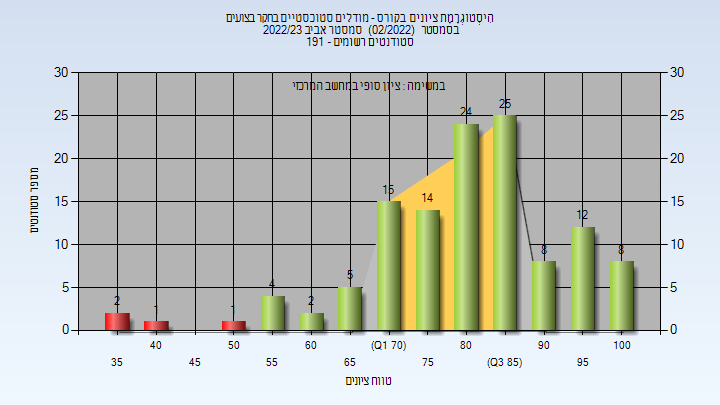 הִיסְטוֹגְרָמַת ציונים בקורס - מודלים סטוכסטיים בחקר בצועים
בסמסטר (02/2022) סמסטר אביב 2022/23
סטודנטים רשומים - 191
במשימה : ציון סופי במחשב המרכזי
מספר סטודנטים
30 30
25 25
20 20
15 15
10 10
5 5
0 0
2 1 1 4 2 5 15 14 24 25 8 12 8
40 50 60 (Q1 70) 80 90 100
35 45 55 65 75 (Q3 85) 95
טווח ציונים